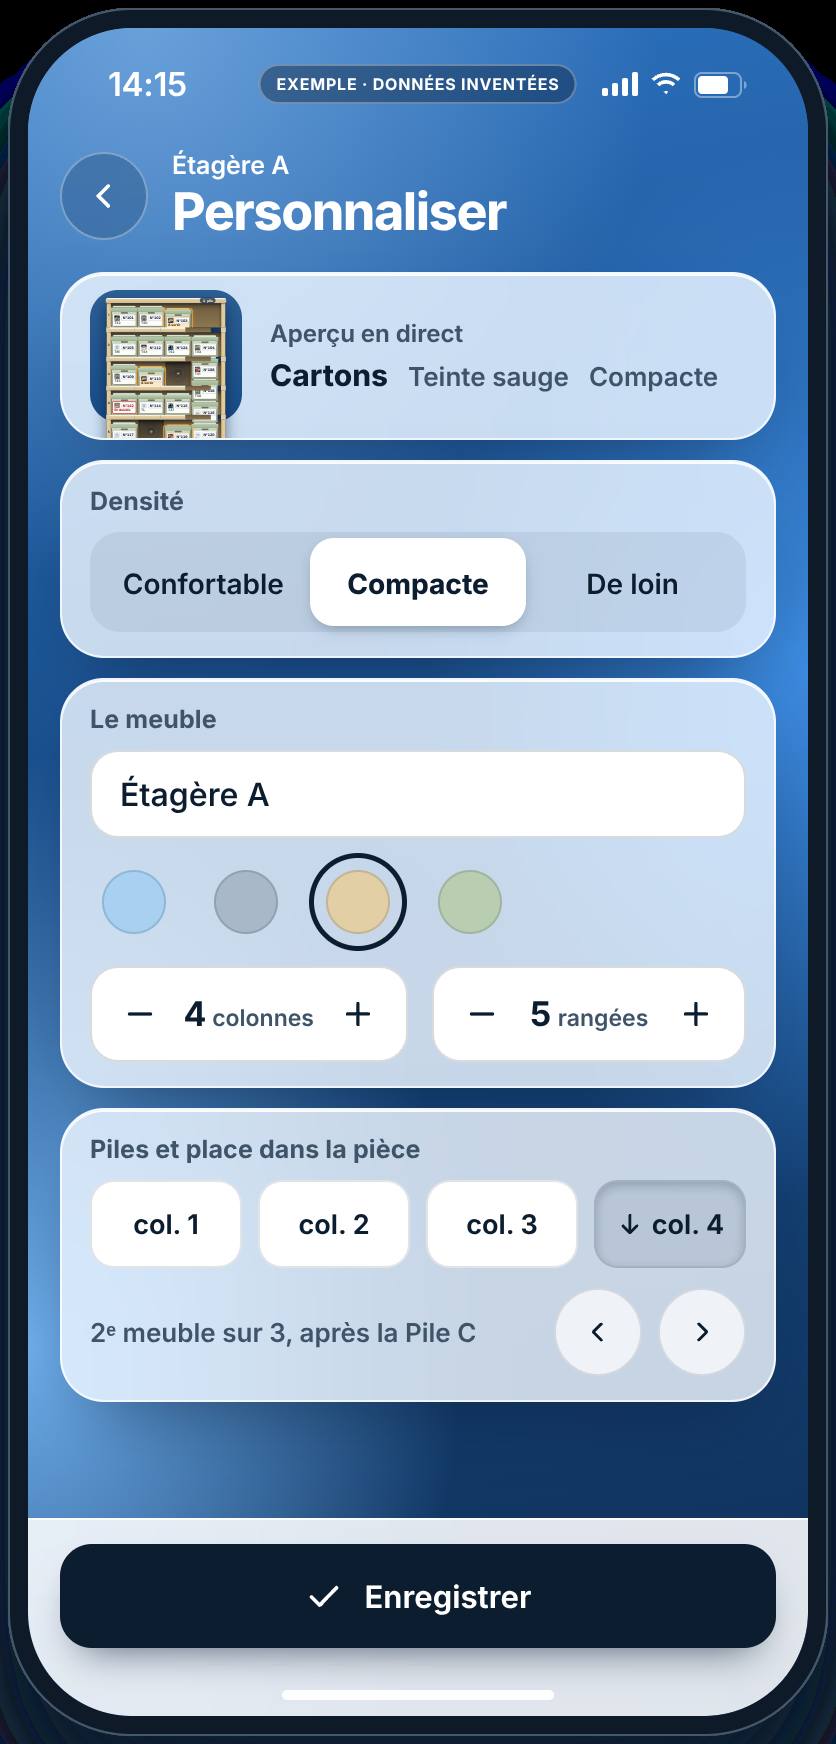 14:15
EXEMPLE · DONNÉES INVENTÉES
Étagère A
Personnaliser
Aperçu en direct
Cartons Teinte sauge Compacte
Densité
Confortable Compacte De loin
Le meuble
Étagère A
4 colonnes 5 rangées
Piles et place dans la pièce
col. 1 col. 2 col. 3 ↓ col. 4
2ᵉ meuble sur 3, après la Pile C
Enregistrer